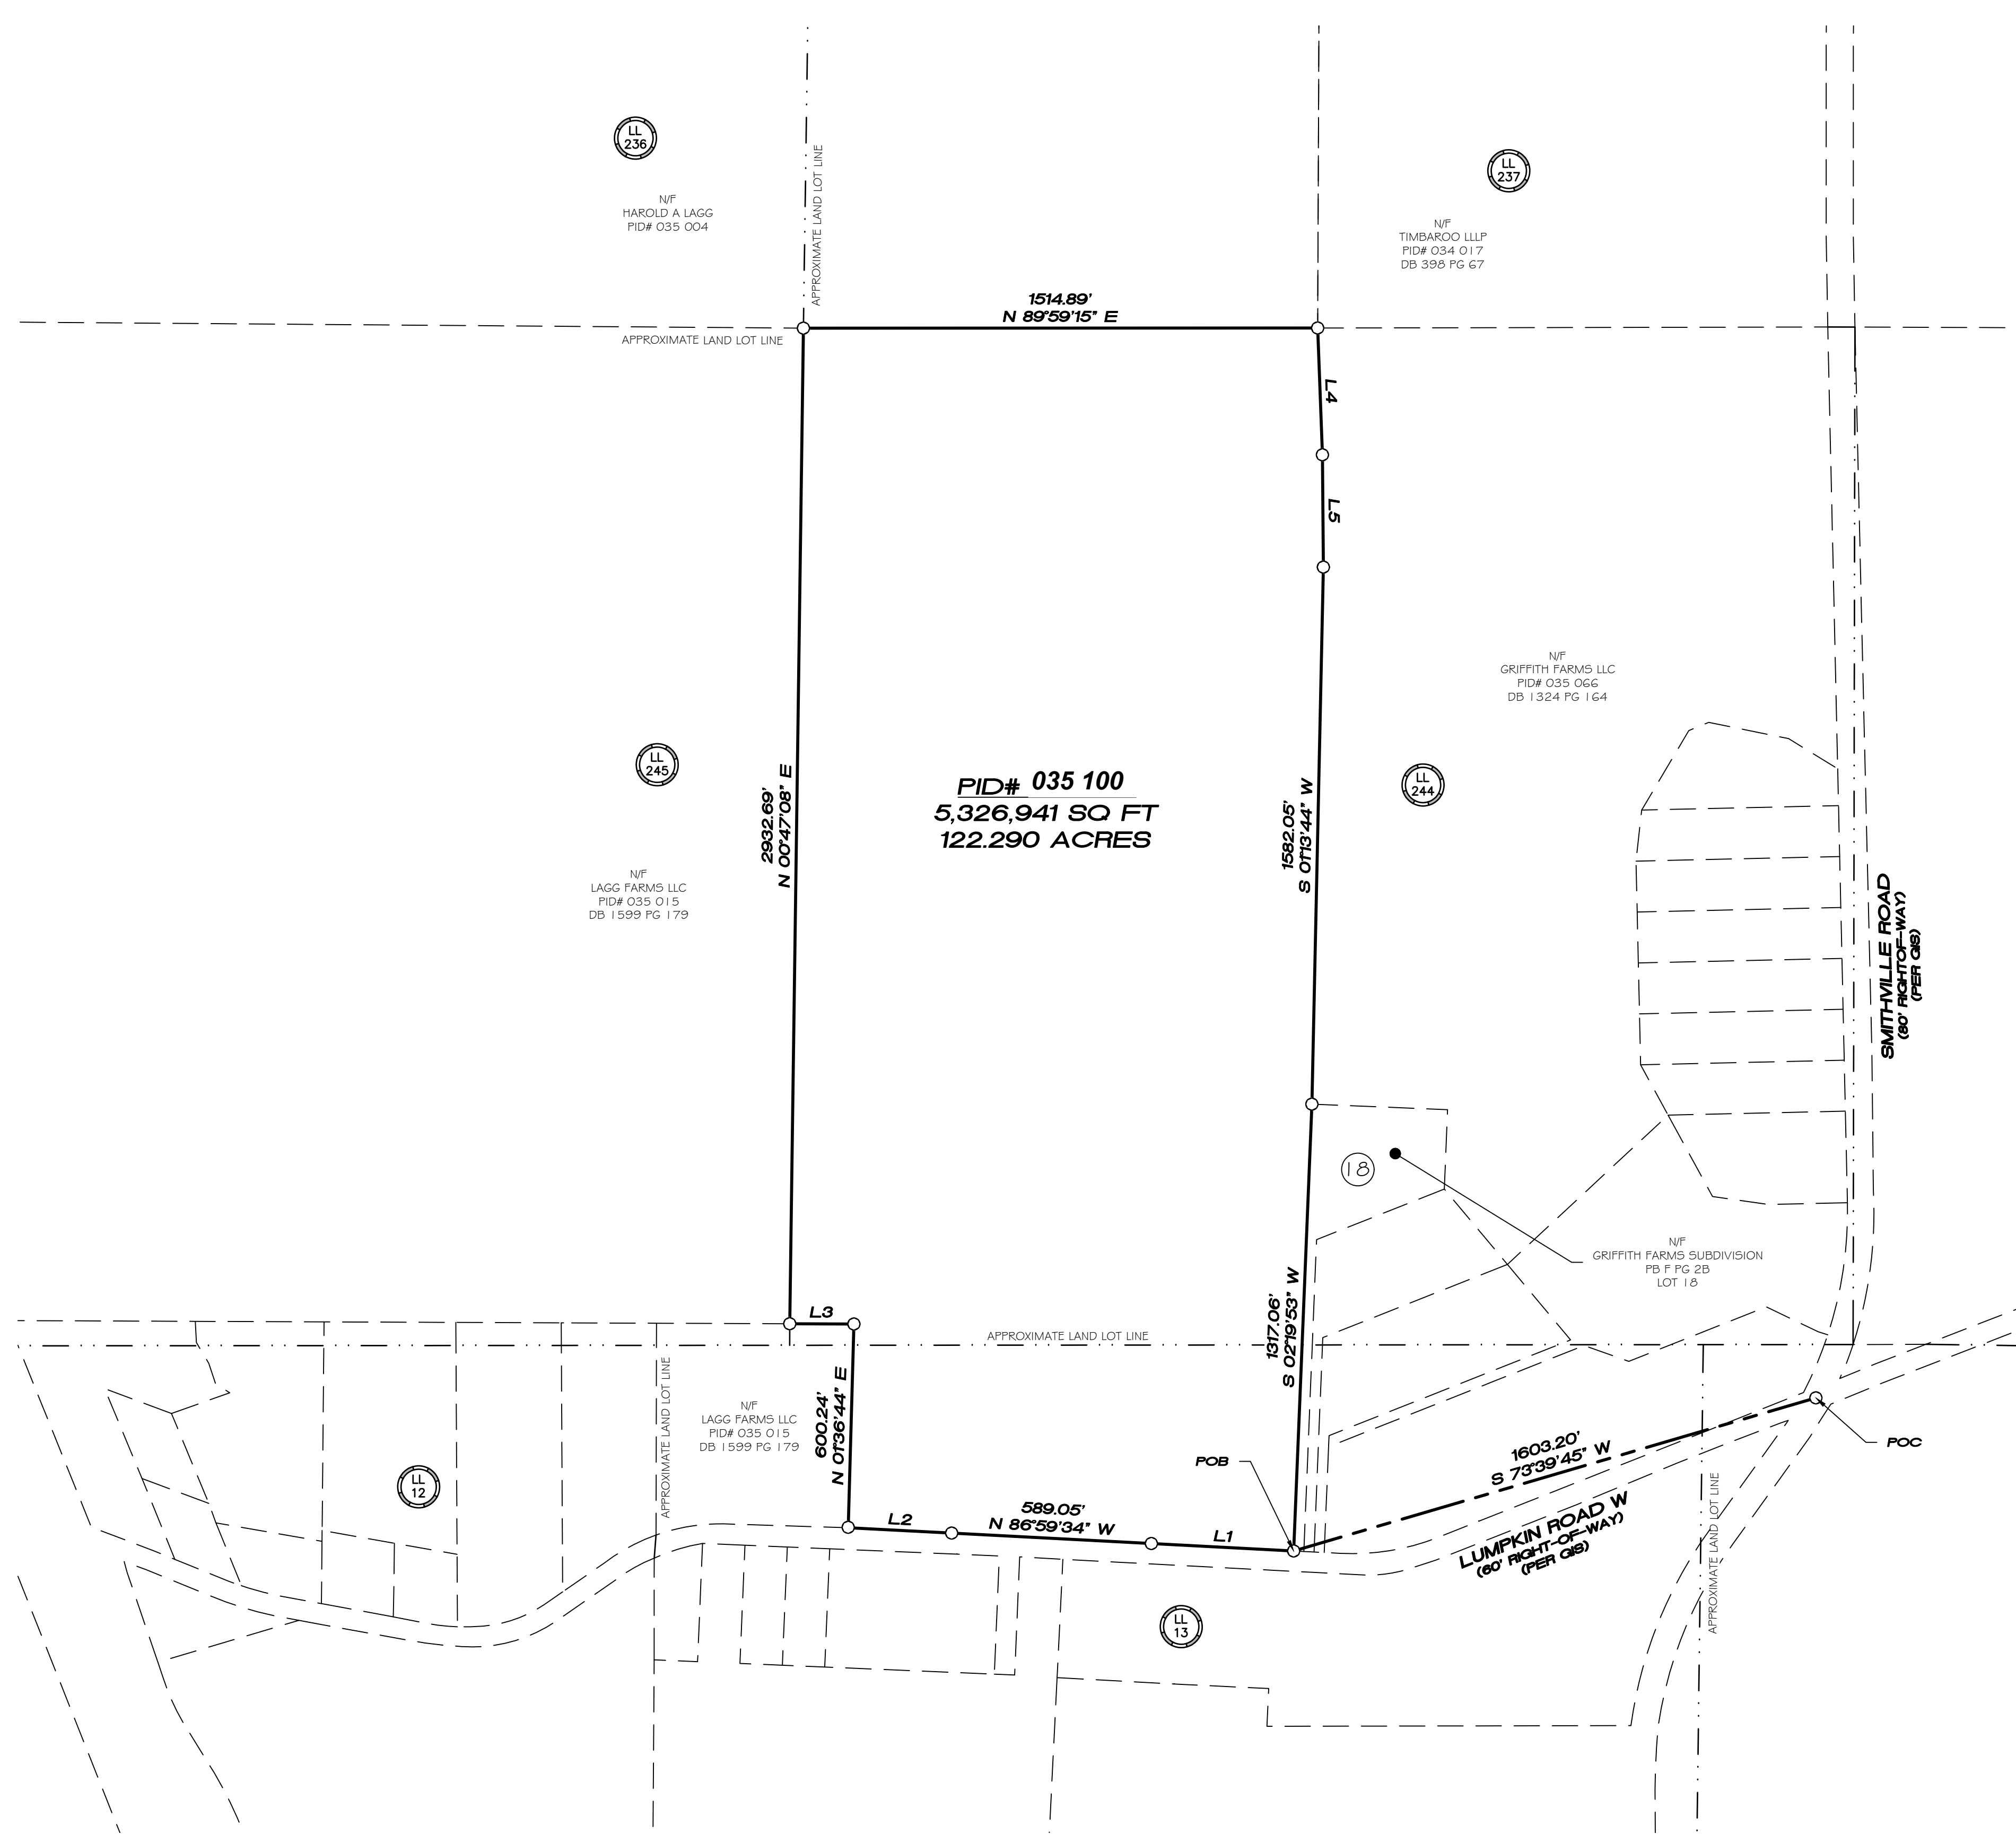 LL
236
N/F
HAROLD A LAGG
PID# 035 004
APPROXIMATE LAND LOT LINE
LL
237
N/F
TIMBAROO LLLP
PID# 034 017
DB 398 PG 67
1514.89'
N 89°59'15" E
APPROXIMATE LAND LOT LINE
L4
L5
N/F
GRIFFITH FARMS LLC
PID# 035 066
DB 1324 PG 164
LL
245
LL
244
PID# 035 100
5,326,941 SQ FT
122.290 ACRES
2932.69'
N 00°47'08" E
1582.05'
S 01°13'44" W
N/F
LAGG FARMS LLC
PID# 035 015
DB 1599 PG 179
SMITHVILLE ROAD
(80' RIGHT-OF-WAY)
(PER GIS)
18
N/F
GRIFFITH FARMS SUBDIVISION
PB F PG 2B
LOT 18
L3
APPROXIMATE LAND LOT LINE
1317.06'
S 02°19'53" W
APPROXIMATE LAND LOT LINE
N/F
LAGG FARMS LLC
PID# 035 015
DB 1599 PG 179
600.24'
N 01°36'44" E
LL
12
POB
1603.20'
S 73°39'45" W
POC
L2
589.05'
N 86°59'34" W
L1
LUMPKIN ROAD W
(60' RIGHT-OF-WAY)
(PER GIS)
APPROXIMATE LAND LOT LINE
LL
13